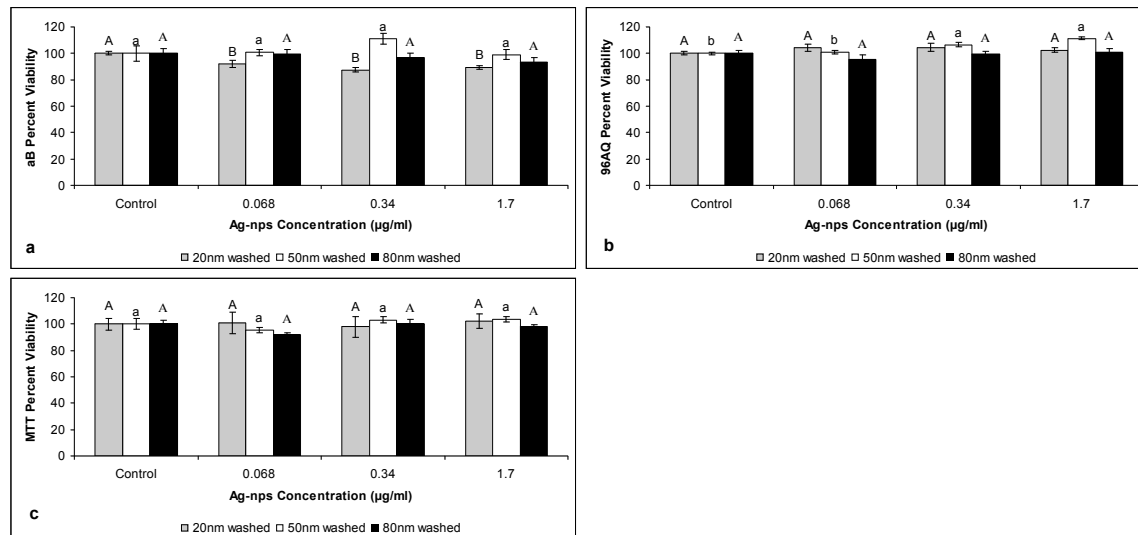 aB Percent Viability
120
100
80
60
40
20
0
A a A B a A B a A B a A
Control 0.068 0.34 1.7
Ag-nps Concentration (µg/ml)
a
20nm washed 50nm washed 80nm washed
96AQ Percent Viability
120
100
80
60
40
20
0
A b A A b A A a A A a A
Control 0.068 0.34 1.7
Ag-nps Concentration (µg/ml)
b
20nm washed 50nm washed 80nm washed
MTT Percent Viability
120
100
80
60
40
20
0
A a A A a A A a A A a A
Control 0.068 0.34 1.7
Ag-nps Concentration (µg/ml)
c
20nm washed 50nm washed 80nm washed